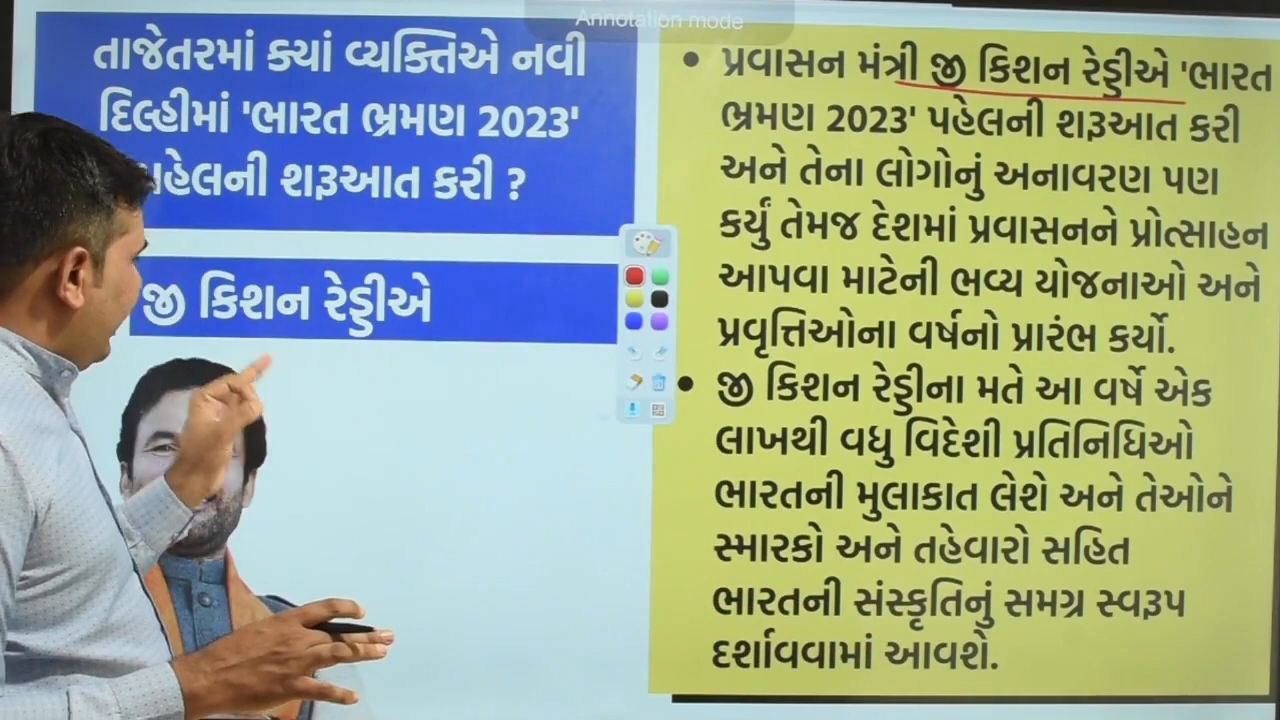 Annotation mode
તાજેતરમાં ક્યાં વ્યક્તિએ નવી
દિલ્હીમાં 'ભારત ભ્રમણ 2023'
પહેલની શરૂઆત કરી ?
જી કિશન રેડ્ડીએ
• પ્રવાસન મંત્રી જી કિશન રેડ્ડીએ 'ભારત
ભ્રમણ 2023' પહેલની શરૂઆત કરી
અને તેના લોગોનું અનાવરણ પણ
કર્યું તેમજ દેશમાં પ્રવાસનને પ્રોત્સાહન
આપવા માટેની ભવ્ય યોજનાઓ અને
પ્રવૃત્તિઓના વર્ષનો પ્રારંભ કર્યો.
• જી કિશન રેડ્ડીના મતે આ વર્ષે એક
લાખથી વધુ વિદેશી પ્રતિનિધિઓ
ભારતની મુલાકાત લેશે અને તેઓને
સ્મારકો અને તહેવારો સહિત
ભારતની સંસ્કૃતિનું સમગ્ર સ્વરૂપ
દર્શાવવામાં આવશે.